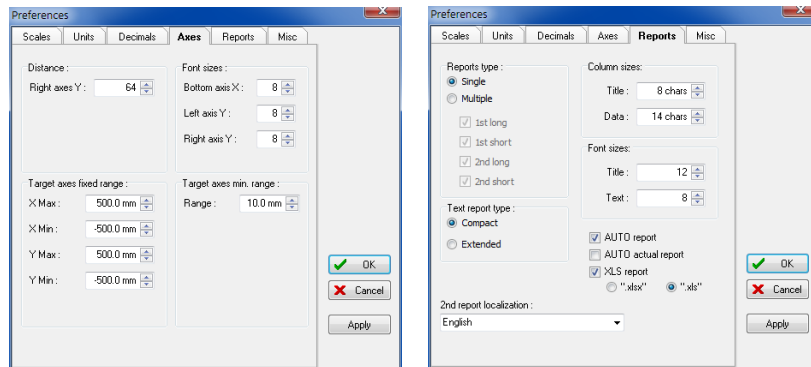 Preferences
Scales Units Decimals Axes Reports Misc
Distance :
Right axes Y : 64
Font sizes :
Bottom axis X : 8
Left axis Y : 8
Right axis Y : 8
Target axes fixed range :
X Max : 500.0 mm
X Min : -500.0 mm
Y Max : 500.0 mm
Y Min : -500.0 mm
Target axes min. range :
Range : 10.0 mm
OK
Cancel
Apply
Preferences
Scales Units Decimals Axes Reports Misc
Reports type :
Single
Multiple
1st long
1st short
2nd long
2nd short
Text report type :
Compact
Extended
Column sizes:
Title : 8 chars
Data : 14 chars
Font sizes:
Title : 12
Text : 8
AUTO report
AUTO actual report
XLS report
".xlsx" ".xls"
2nd report localization :
English
OK
Cancel
Apply